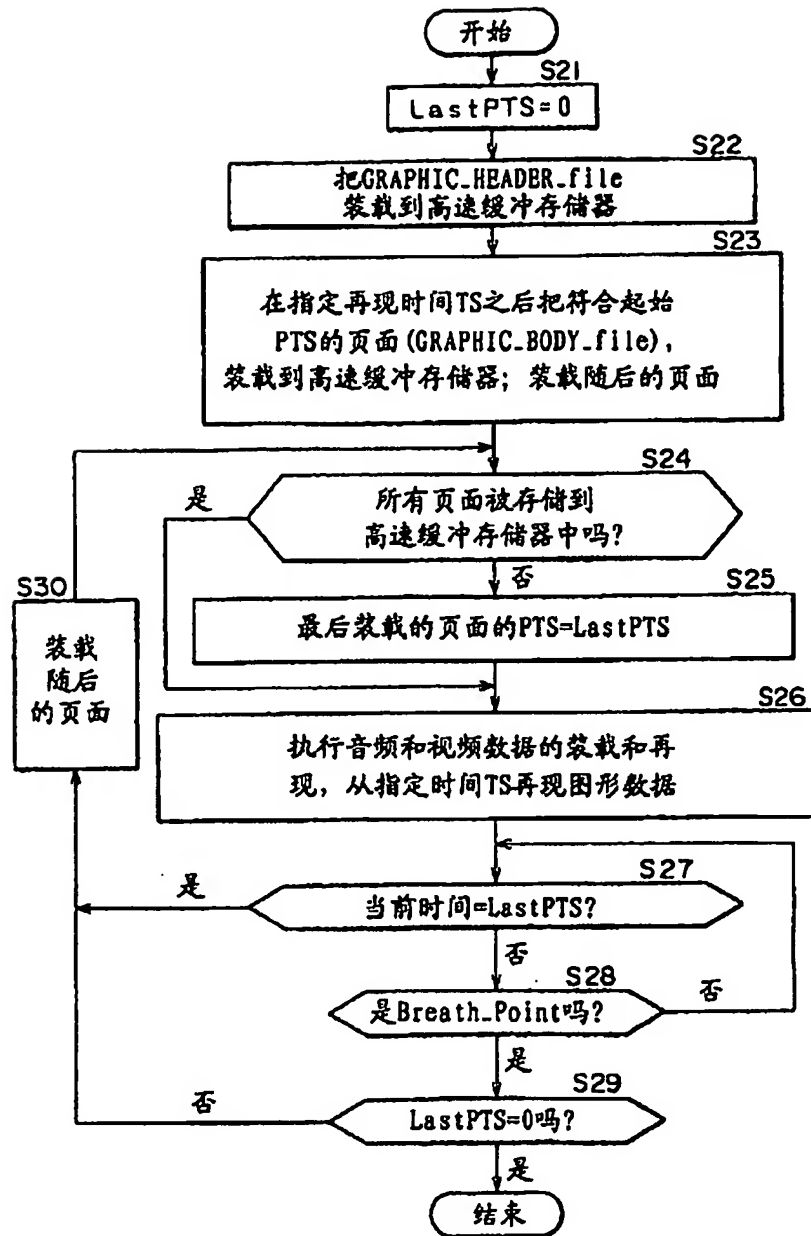 开始
S21
LastPTS=0
S22
把GRAPHIC_HEADER_file
装载到高速缓冲存储器
S23
在指定再现时间TS之后把符合起始
PTS的页面(GRAPHIC_BODY_file),
装载到高速缓冲存储器；装载随后的页面
S24
是
所有页面被存储到
高速缓冲存储器中吗?
否
S30
装载
随后
的页面
S25
最后装载的页面的PTS=LastPTS
S26
执行音频和视频数据的装载和再
现，从指定时间TS再现图形数据
S27
是
当前时间=LastPTS?
否
S28
是Breath_Point吗?
否
是
S29
否
LastPTS=0吗?
是
结束